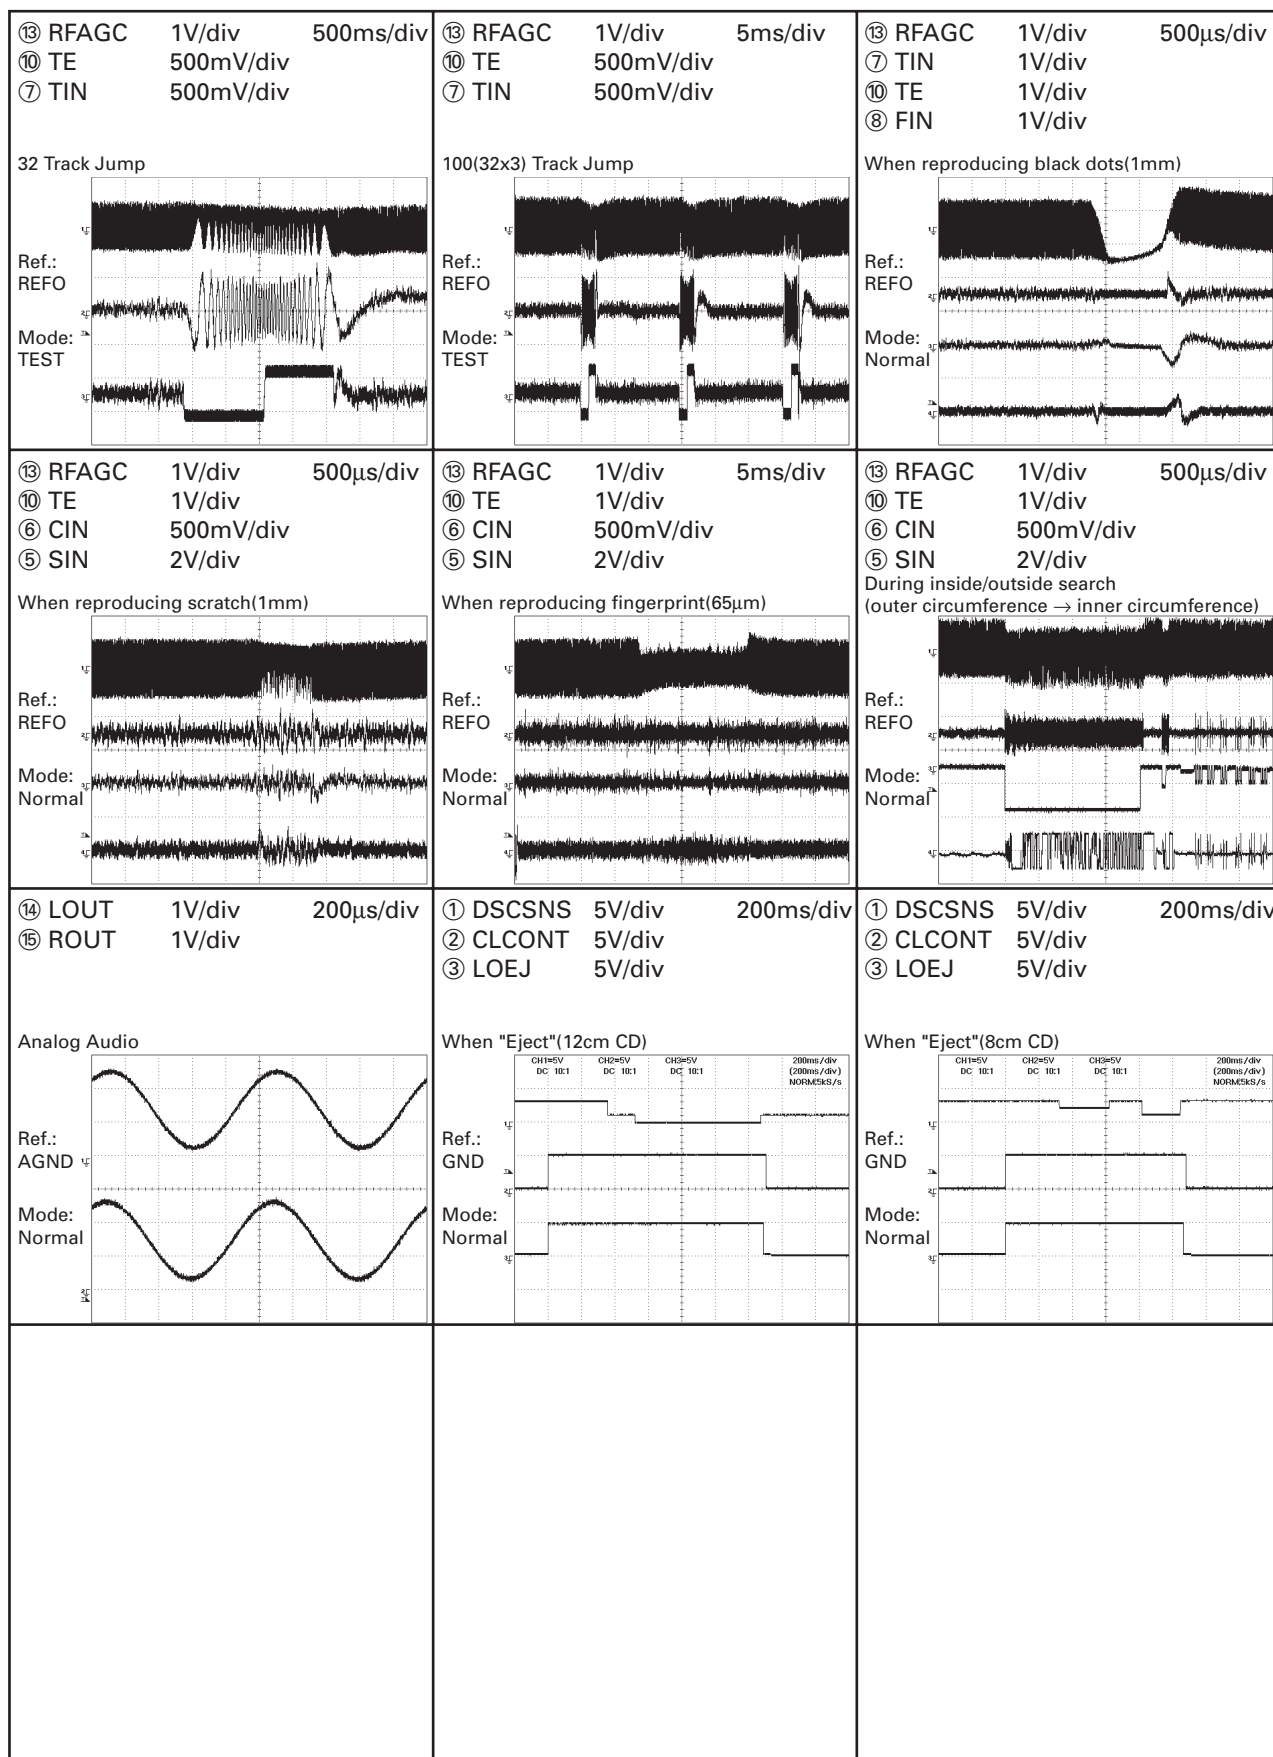 ⑬ RFAGC 1V/div 500ms/div
⑩ TE 500mV/div
⑦ TIN 500mV/div
32 Track Jump
Ref.:
REFO
Mode:
TEST
⑬ RFAGC 1V/div 5ms/div
⑩ TE 500mV/div
⑦ TIN 500mV/div
100(32x3) Track Jump
Ref.:
REFO
Mode:
TEST
⑬ RFAGC 1V/div 500µs/div
⑦ TIN 1V/div
⑩ TE 1V/div
⑧ FIN 1V/div
When reproducing black dots(1mm)
Ref.:
REFO
Mode:
Normal
⑬ RFAGC 1V/div 500µs/div
⑩ TE 1V/div
⑥ CIN 500mV/div
⑤ SIN 2V/div
When reproducing scratch(1mm)
Ref.:
REFO
Mode:
Normal
⑬ RFAGC 1V/div 5ms/div
⑩ TE 1V/div
⑥ CIN 500mV/div
⑤ SIN 2V/div
When reproducing fingerprint(65µm)
Ref.:
REFO
Mode:
Normal
⑬ RFAGC 1V/div 500µs/div
⑩ TE 1V/div
⑥ CIN 500mV/div
⑤ SIN 2V/div
During inside/outside search
(outer circumference → inner circumference)
Ref.:
REFO
Mode:
Normal
⑭ LOUT 1V/div 200µs/div
⑮ ROUT 1V/div
Analog Audio
Ref.:
AGND
Mode:
Normal
① DSCSNS 5V/div 200ms/div
② CLCONT 5V/div
③ LOEJ 5V/div
When "Eject"(12cm CD)
CH1=5V CH2=5V CH3=5V 200ms/div
DC 10:1 DC 10:1 DC 10:1 (200ms/div)
NORM:5kS/s
Ref.:
GND
Mode:
Normal
① DSCSNS 5V/div 200ms/div
② CLCONT 5V/div
③ LOEJ 5V/div
When "Eject"(8cm CD)
CH1=5V CH2=5V CH3=5V 200ms/div
DC 10:1 DC 10:1 DC 10:1 (200ms/div)
NORM:5kS/s
Ref.:
GND
Mode:
Normal